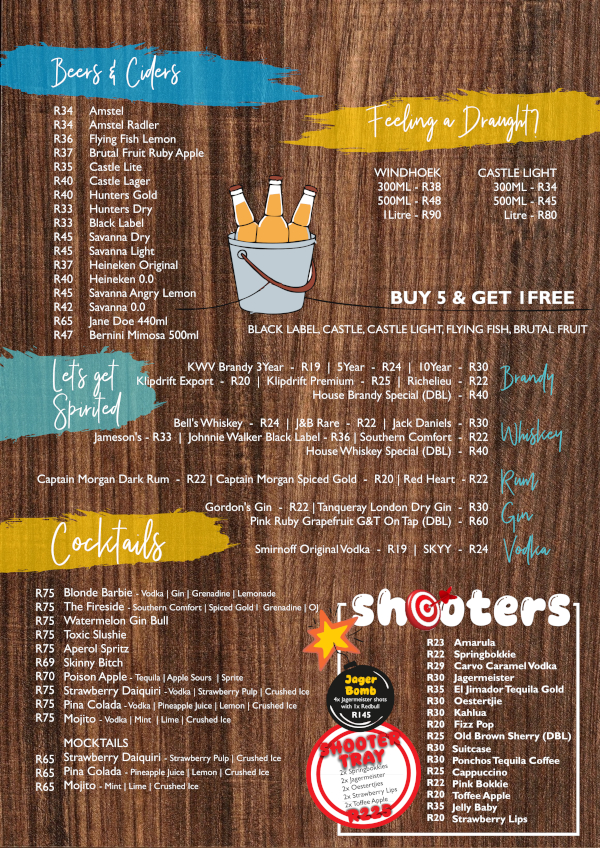 Beers & Ciders
R34 Amstel
R34 Amstel Radler
R36 Flying Fish Lemon
R37 Brutal Fruit Ruby Apple
R35 Castle Lite
R40 Castle Lager
R40 Hunters Gold
R33 Hunters Dry
R33 Black Label
R45 Savanna Dry
R45 Savanna Light
R37 Heineken Original
R40 Heineken 0.0
R45 Savanna Angry Lemon
R42 Savanna 0.0
R65 Jane Doe 440ml
R47 Bernini Mimosa 500ml
Feeling a Draught?
WINDHOEK
300ML - R38
500ML - R48
1Litre - R90
CASTLE LIGHT
300ML - R34
500ML - R45
Litre - R80
BUY 5 & GET 1FREE
BLACK LABEL, CASTLE, CASTLE LIGHT, FLYING FISH, BRUTAL FRUIT
Let's get
Spirited
KWV Brandy 3Year - R19 | 5Year - R24 | 10Year - R30
Klipdrift Export - R20 | Klipdrift Premium - R25 | Richelieu - R22
House Brandy Special (DBL) - R40
Brandy
Bell's Whiskey - R24 | J&B Rare - R22 | Jack Daniels - R30
Jameson's - R33 | Johnnie Walker Black Label - R36 | Southern Comfort - R22
House Whiskey Special (DBL) - R40
Whiskey
Captain Morgan Dark Rum - R22 | Captain Morgan Spiced Gold - R20 | Red Heart - R22
Rum
Gordon's Gin - R22 | Tanqueray London Dry Gin - R30
Pink Ruby Grapefruit G&T On Tap (DBL) - R60
Gin
Smirnoff Original Vodka - R19 | SKYY - R24
Vodka
Cocktails
R75 Blonde Barbie - Vodka | Gin | Grenadine | Lemonade
R75 The Fireside - Southern Comfort | Spiced Gold | Grenadine | OJ
R75 Watermelon Gin Bull
R75 Toxic Slushie
R75 Aperol Spritz
R69 Skinny Bitch
R70 Poison Apple - Tequila | Apple Sours | Sprite
R75 Strawberry Daiquiri - Vodka | Strawberry Pulp | Crushed Ice
R75 Pina Colada - Vodka | Pineapple Juice | Lemon | Crushed Ice
R75 Mojito - Vodka | Mint | Lime | Crushed Ice
MOCKTAILS
R65 Strawberry Daiquiri - Strawberry Pulp | Crushed Ice
R65 Pina Colada - Pineapple Juice | Lemon | Crushed Ice
R65 Mojito - Mint | Lime | Crushed Ice
shooters
Jager
Bomb
4x Jagermeister shots
with 1x Redbull
R145
SHOOTER
TRAY
2x Springbokkies
2x Jagermeister
2x Oestertjies
2x Strawberry Lips
2x Toffee Apple
R225
R23 Amarula
R22 Springbokkie
R29 Carvo Caramel Vodka
R30 Jagermeister
R35 El Jimador Tequila Gold
R30 Oestertjie
R30 Kahlua
R20 Fizz Pop
R25 Old Brown Sherry (DBL)
R30 Suitcase
R30 Ponchos Tequila Coffee
R25 Cappuccino
R22 Pink Bokkie
R20 Toffee Apple
R35 Jelly Baby
R20 Strawberry Lips